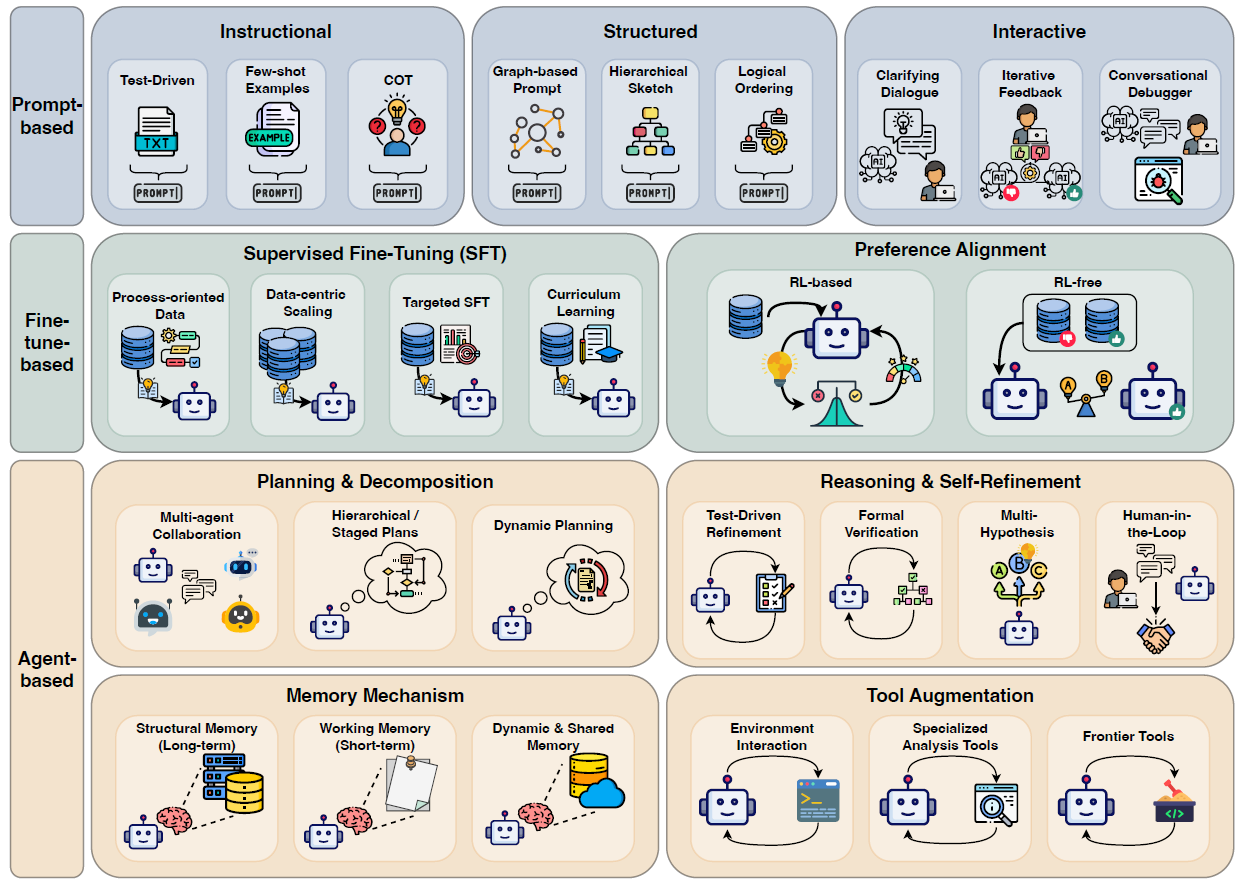 Prompt-
based
Instructional
Test-Driven
TXT
PROMPT|
Few-shot
Examples
EXAMPLE
PROMPT|
COT
? ?
PROMPT|
Structured
Graph-based
Prompt
PROMPT|
Hierarchical
Sketch
PROMPT|
Logical
Ordering
PROMPT|
Interactive
Clarifying
Dialogue
AI
Iterative
Feedback
AI AI
Conversational
Debugger
AI
Fine-
tune-
based
Supervised Fine-Tuning (SFT)
Process-oriented
Data
Data-centric
Scaling
Targeted SFT
Curriculum
Learning
Preference Alignment
RL-based
RL-free
A B
Agent-
based
Planning & Decomposition
Multi-agent
Collaboration
Hierarchical /
Staged Plans
Dynamic Planning
Reasoning & Self-Refinement
Test-Driven
Refinement
Formal
Verification
Multi-
Hypothesis
A B C
Human-in-
the-Loop
Memory Mechanism
Structural Memory
(Long-term)
Working Memory
(Short-term)
Dynamic & Shared
Memory
Tool Augmentation
Environment
Interaction
>_
Specialized
Analysis Tools
i
Frontier Tools
</>